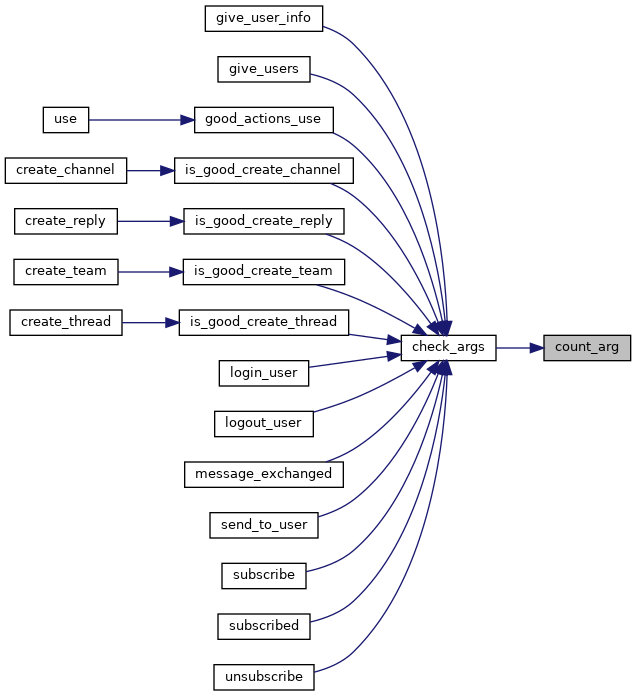 give_user_info
give_users
use
good_actions_use
create_channel
is_good_create_channel
create_reply
is_good_create_reply
create_team
is_good_create_team
create_thread
is_good_create_thread
check_args
count_arg
login_user
logout_user
message_exchanged
send_to_user
subscribe
subscribed
unsubscribe